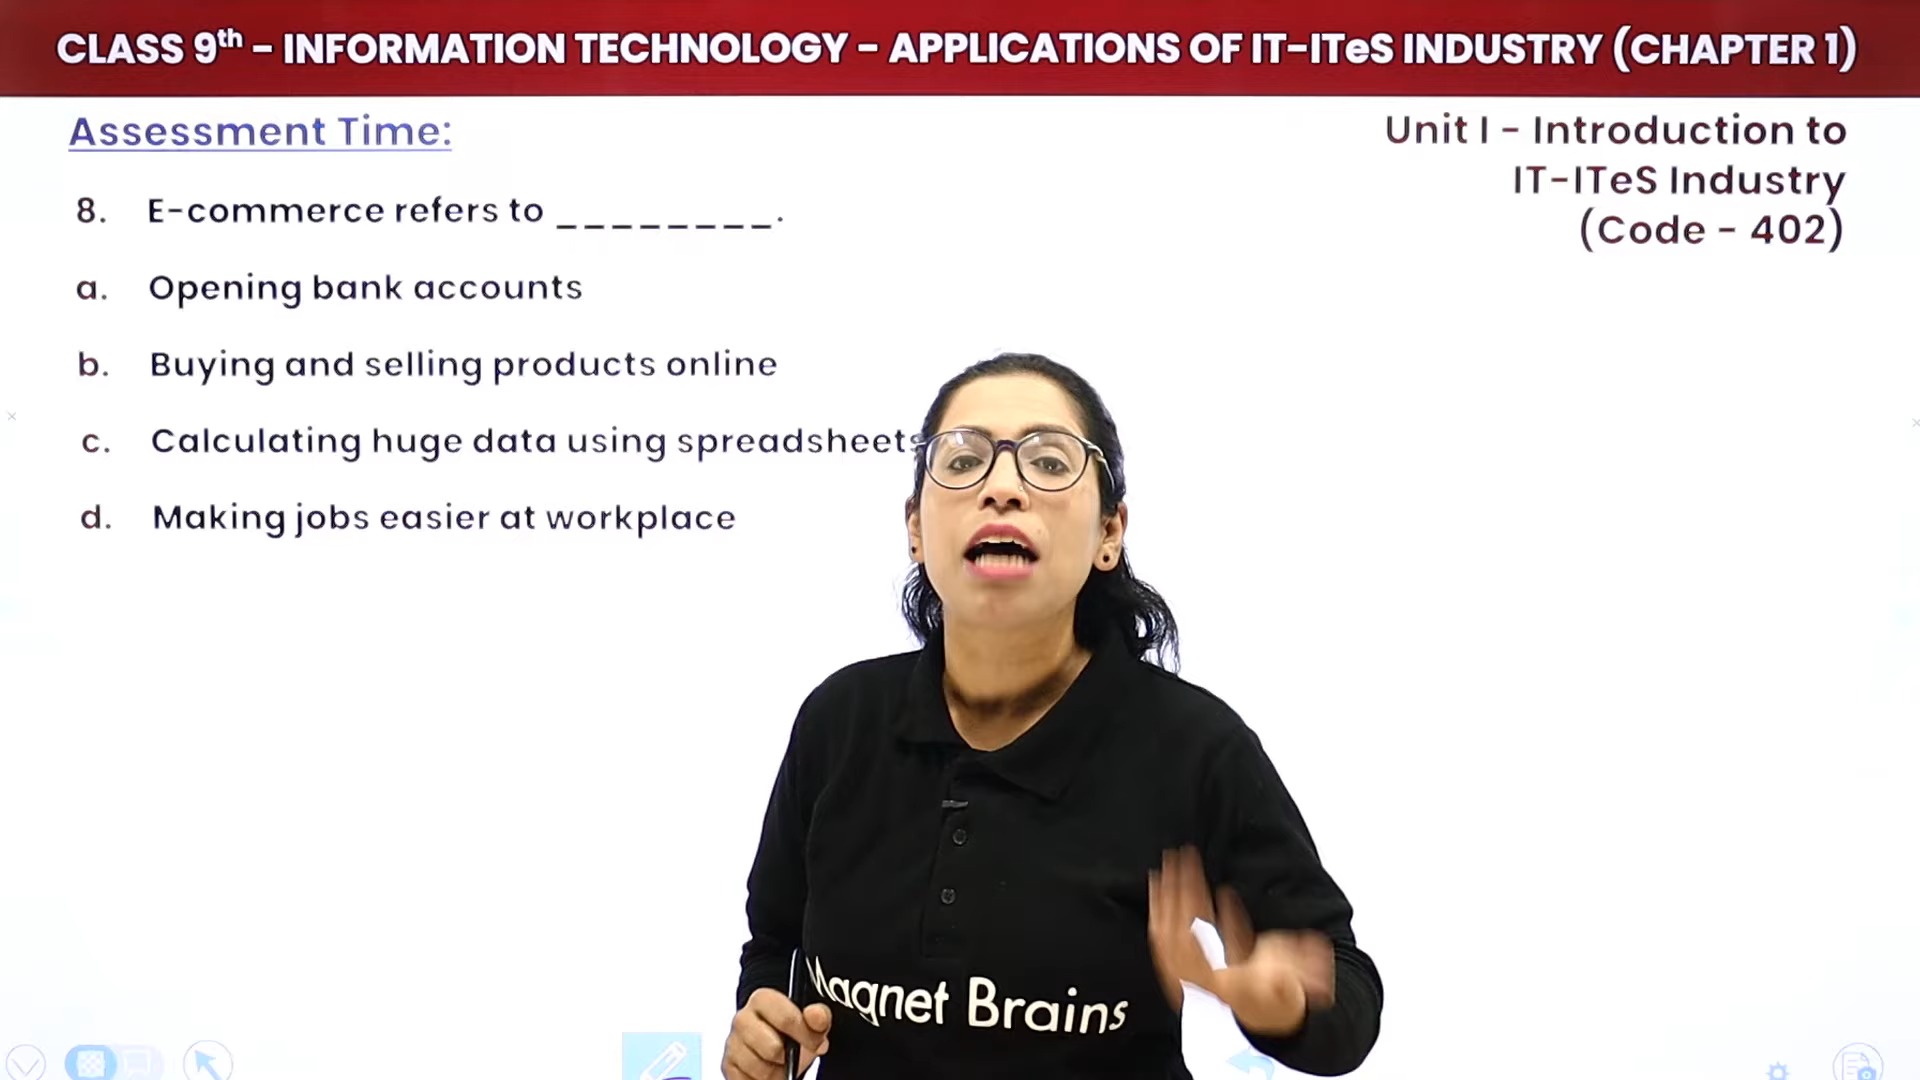 CLASS 9th - INFORMATION TECHNOLOGY - APPLICATIONS OF IT-ITeS INDUSTRY (CHAPTER 1)
Assessment Time:
Unit I - Introduction to
IT-ITeS Industry
(Code - 402)
8. E-commerce refers to ________.
a. Opening bank accounts
b. Buying and selling products online
c. Calculating huge data using spreadsheets
d. Making jobs easier at workplace
Magnet Brains